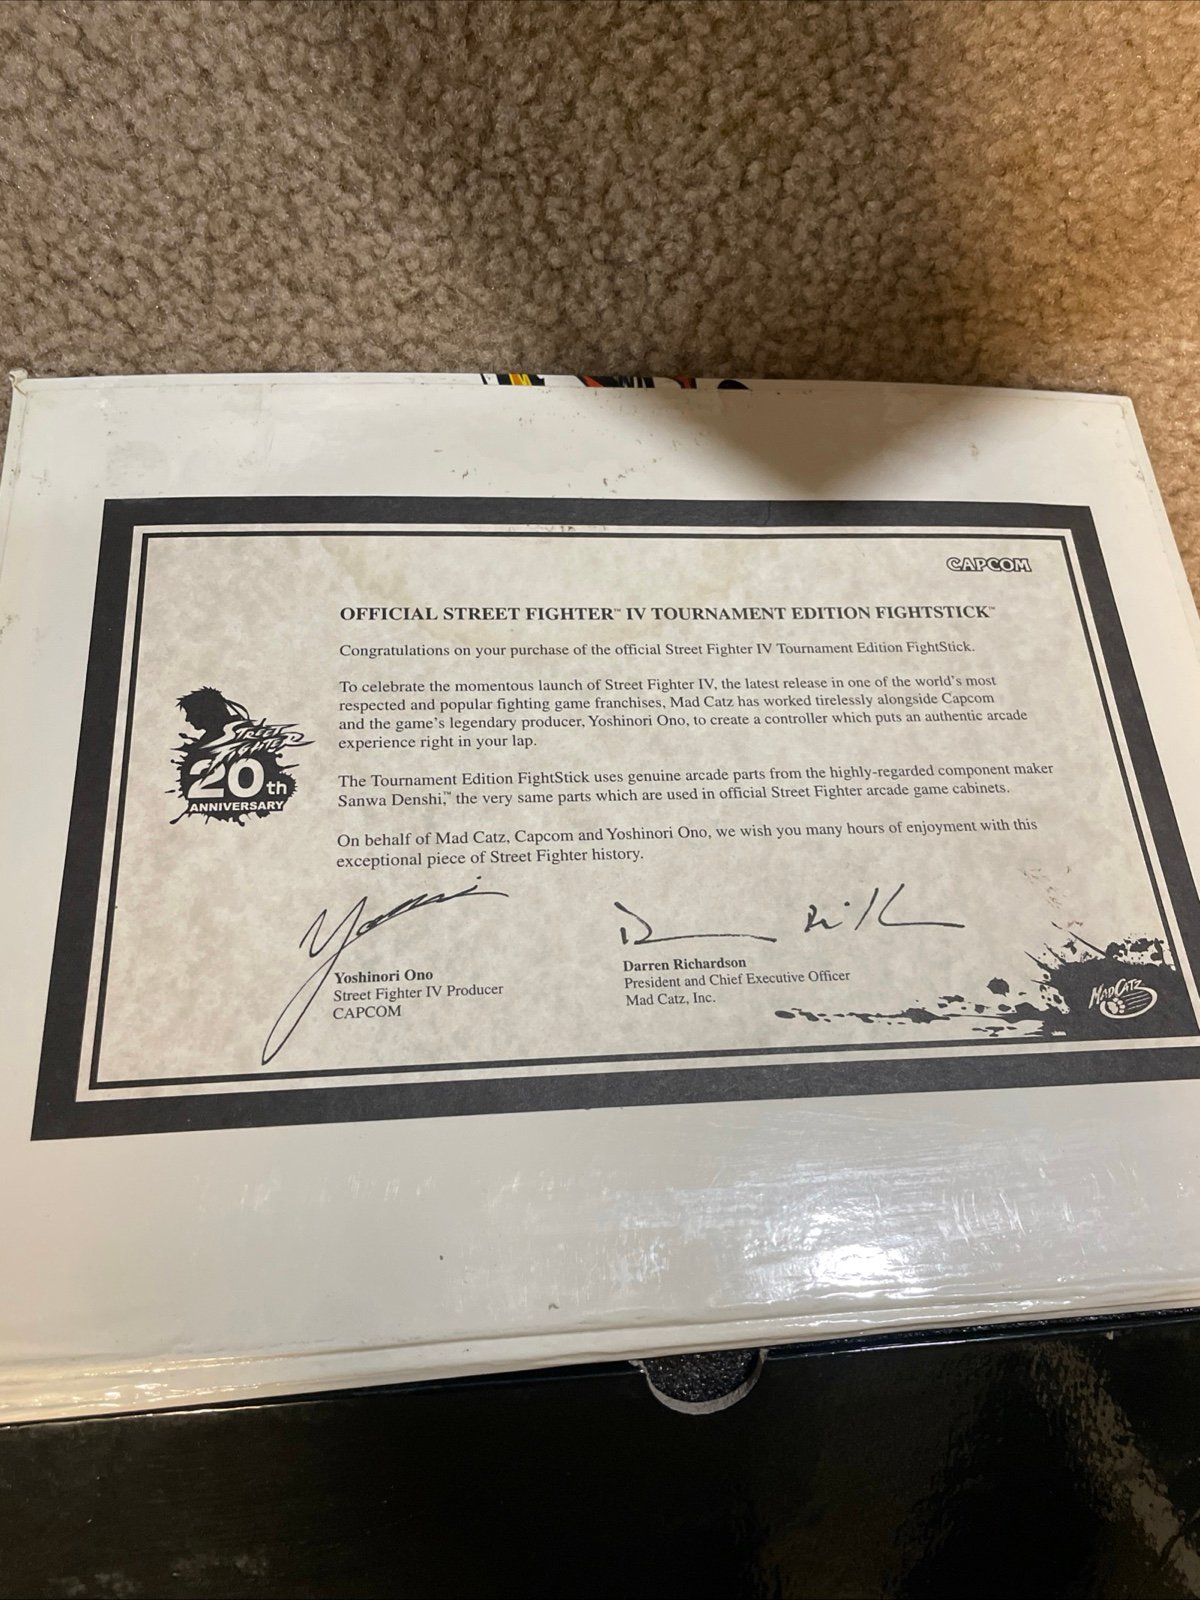 CAPCOM
OFFICIAL STREET FIGHTER™ IV TOURNAMENT EDITION FIGHTSTICK™
Congratulations on your purchase of the official Street Fighter IV Tournament Edition FightStick.
To celebrate the momentous launch of Street Fighter IV, the latest release in one of the world's most
respected and popular fighting game franchises, Mad Catz has worked tirelessly alongside Capcom
and the game's legendary producer, Yoshinori Ono, to create a controller which puts an authentic arcade
experience right in your lap.
The Tournament Edition FightStick uses genuine arcade parts from the highly-regarded component maker
Sanwa Denshi,™ the very same parts which are used in official Street Fighter arcade game cabinets.
On behalf of Mad Catz, Capcom and Yoshinori Ono, we wish you many hours of enjoyment with this
exceptional piece of Street Fighter history.
STREET
FIGHTER
20th
ANNIVERSARY
Yoshinori Ono
Street Fighter IV Producer
CAPCOM
Darren Richardson
President and Chief Executive Officer
Mad Catz, Inc.
MAD CATZ